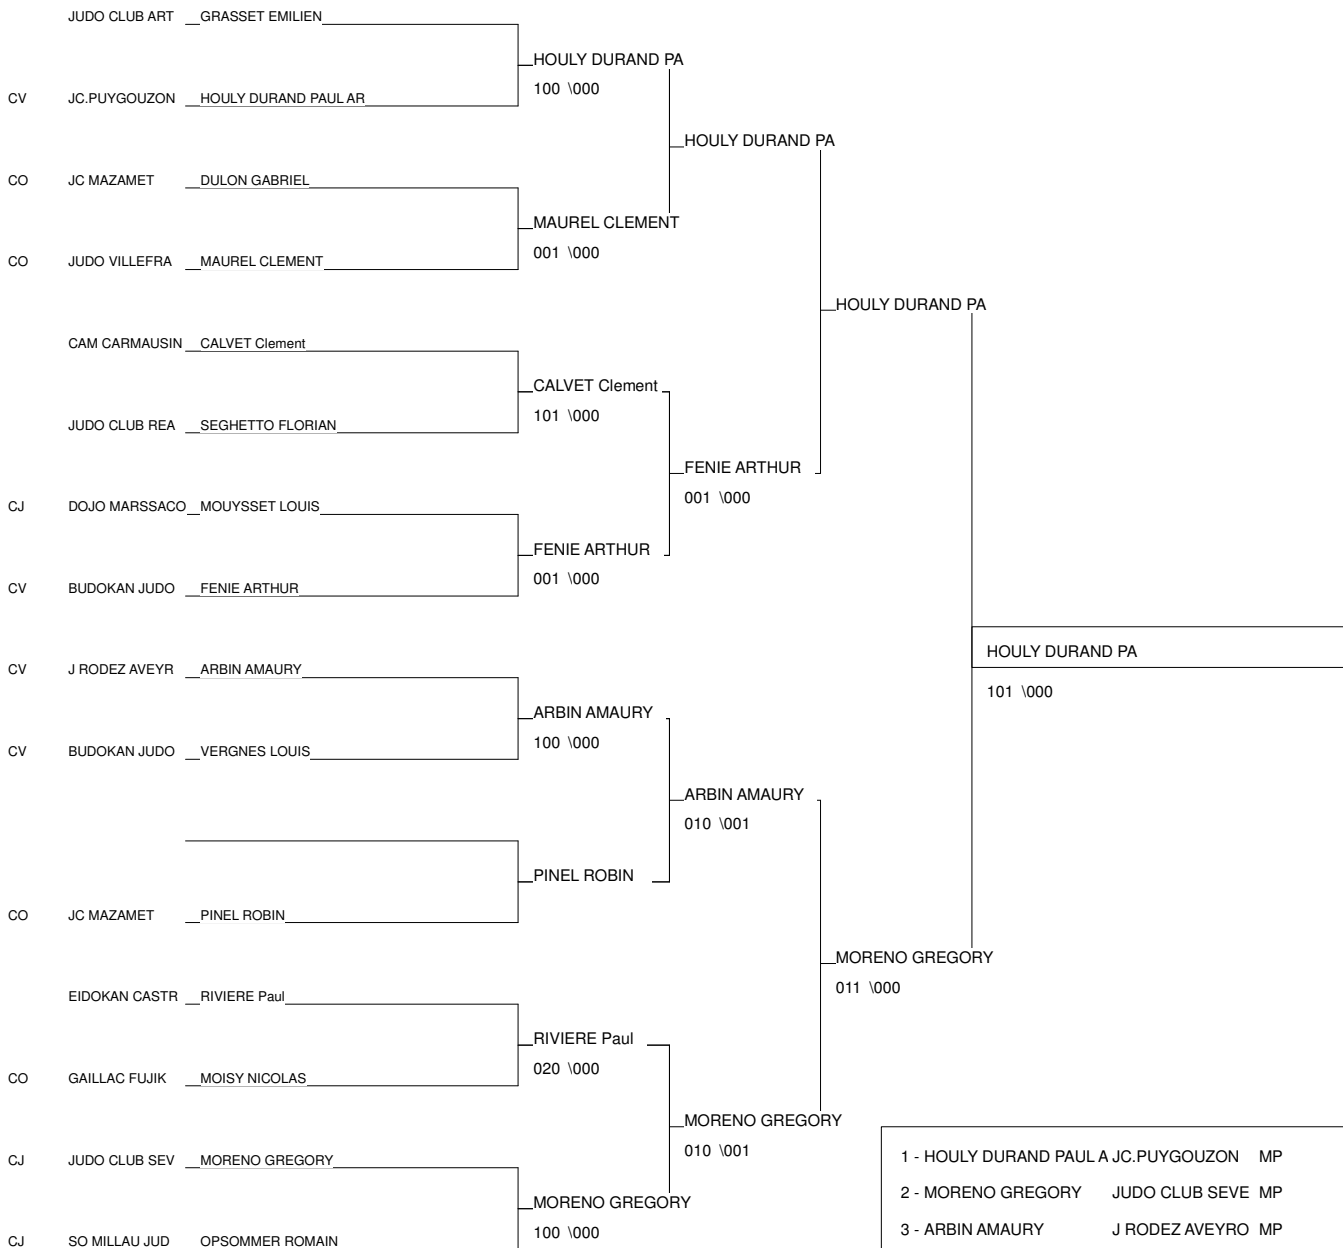 JUDO CLUB ART GRASSET EMILIEN
HOULY DURAND PA
100 \000
CV JC.PUYGOUZON HOULY DURAND PAUL AR
HOULY DURAND PA
CO JC MAZAMET DULON GABRIEL
MAUREL CLEMENT
001 \000
CO JUDO VILLEFRA MAUREL CLEMENT
HOULY DURAND PA
CAM CARMAUSIN CALVET Clement
CALVET Clement
101 \000
JUDO CLUB REA SEGHETTO FLORIAN
FENIE ARTHUR
001 \000
CJ DOJO MARSSACO MOUYSSET LOUIS
FENIE ARTHUR
001 \000
CV BUDOKAN JUDO FENIE ARTHUR
HOULY DURAND PA
101 \000
CV J RODEZ AVEYR ARBIN AMAURY
ARBIN AMAURY
100 \000
CV BUDOKAN JUDO VERGNES LOUIS
ARBIN AMAURY
010 \001
PINEL ROBIN
CO JC MAZAMET PINEL ROBIN
MORENO GREGORY
011 \000
EIDOKAN CASTR RIVIERE Paul
RIVIERE Paul
020 \000
CO GAILLAC FUJIK MOISY NICOLAS
MORENO GREGORY
010 \001
CJ JUDO CLUB SEV MORENO GREGORY
MORENO GREGORY
100 \000
CJ SO MILLAU JUD OPSOMMER ROMAIN
1 - HOULY DURAND PAUL A JC.PUYGOUZON MP
2 - MORENO GREGORY JUDO CLUB SEVE MP
3 - ARBIN AMAURY J RODEZ AVEYRO MP